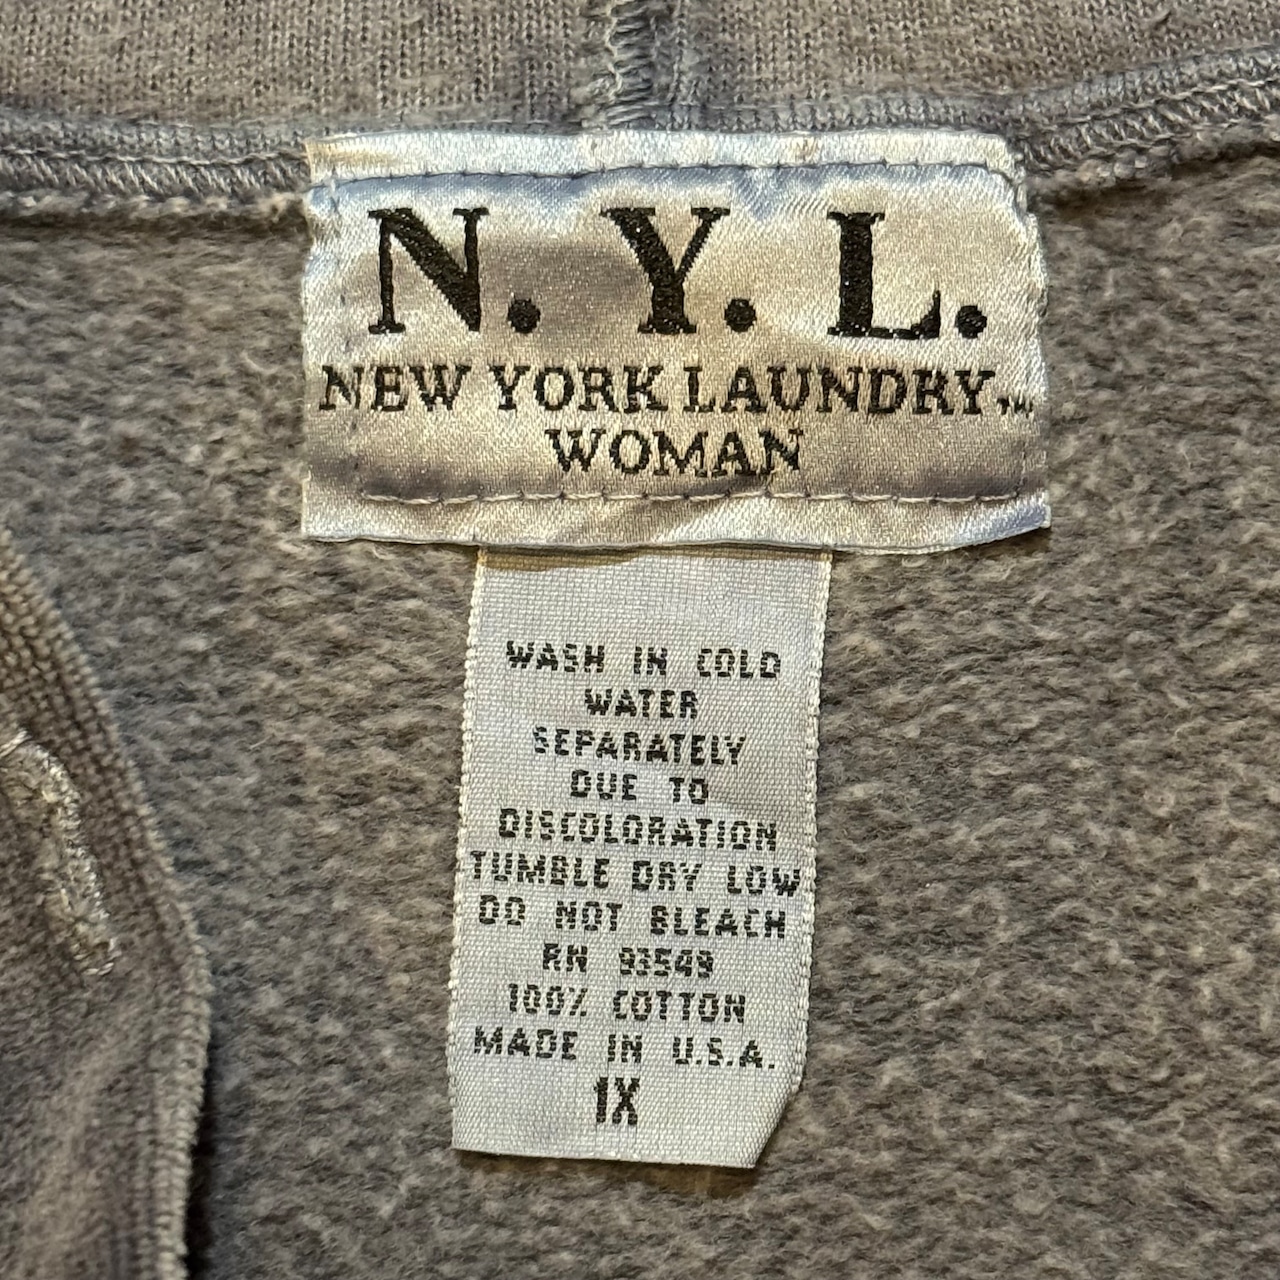 N. Y. L.
NEW YORK LAUNDRY™
WOMAN
WASH IN COLD
WATER
SEPARATELY
DUE TO
DISCOLORATION
TUMBLE DRY LOW
DO NOT BLEACH
RN 93549
100% COTTON
MADE IN U.S.A.
1X